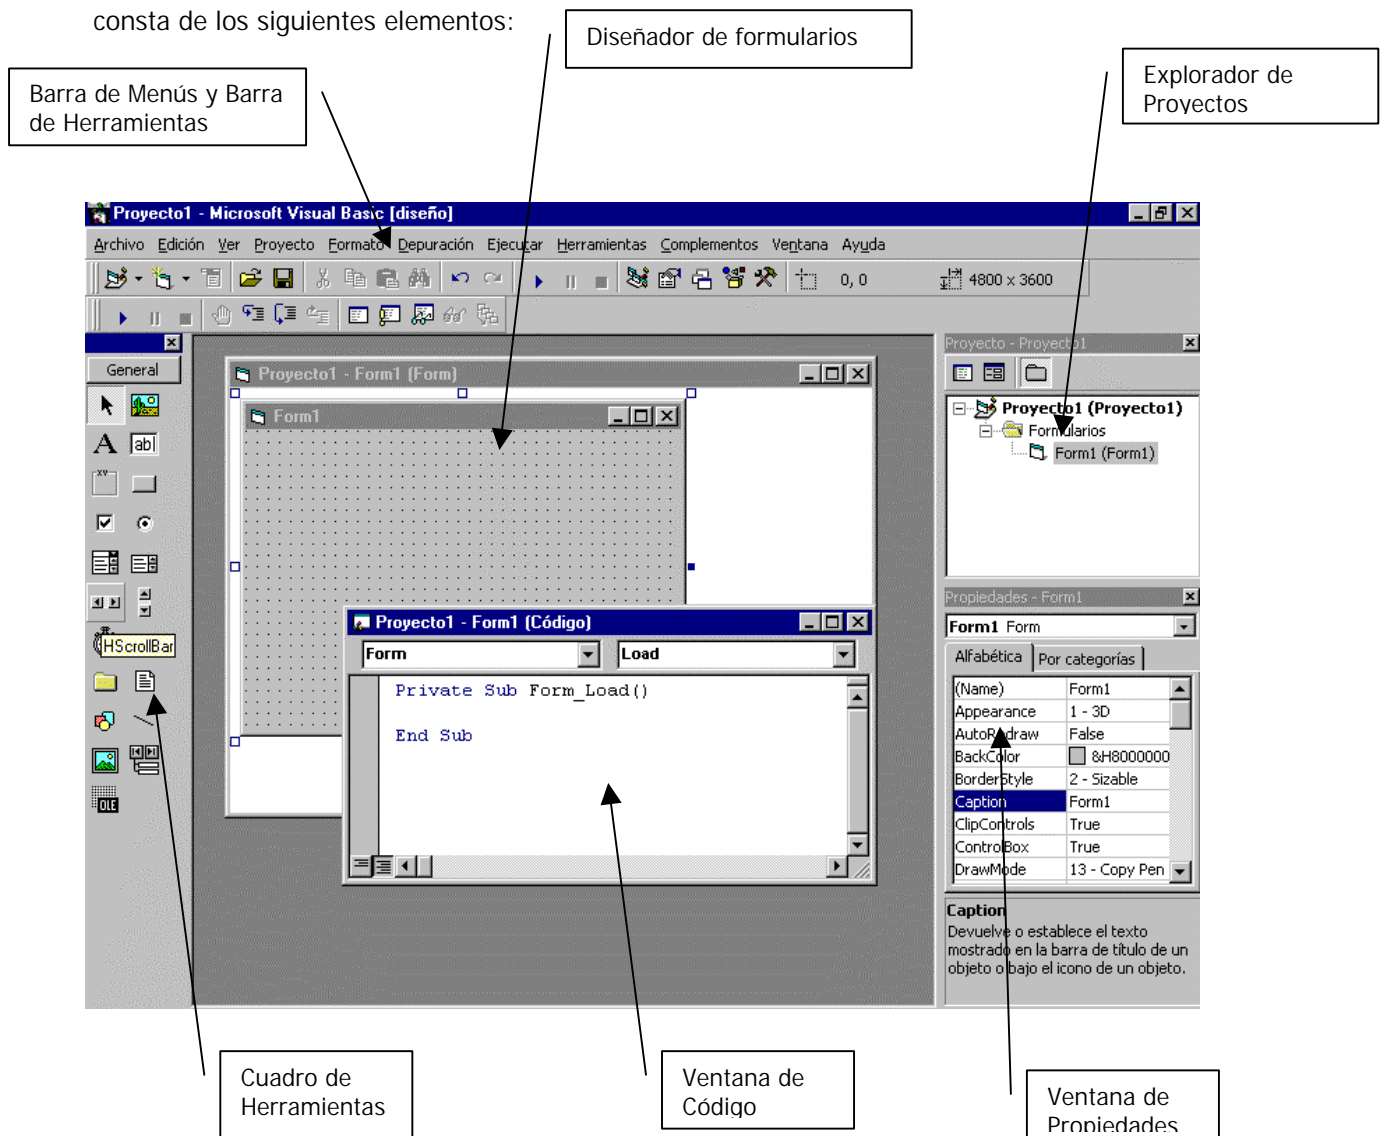 consta de los siguientes elementos:
Diseñador de formularios
Explorador de
Proyectos
Barra de Menús y Barra
de Herramientas
Proyecto1 - Microsoft Visual Basic [diseño]
Archivo Edición Ver Proyecto Formato Depuración Ejecutar Herramientas Complementos Ventana Ayuda
0, 0
4800 x 3600
General
A
ab|
XV
HScrollBar
OLE
Proyecto1 - Form1 (Form)
Form1
Proyecto1 - Form1 (Código)
Form
Load
Private Sub Form_Load()
End Sub
Proyecto - Proyecto1
Proyecto1 (Proyecto1)
Formularios
Form1 (Form1)
Propiedades - Form1
Form1 Form
Alfabética Por categorías
(Name) Form1
Appearance 1 - 3D
AutoRedraw False
BackColor &H8000000
BorderStyle 2 - Sizable
Caption Form1
ClipControls True
ControlBox True
DrawMode 13 - Copy Pen
Caption
Devuelve o establece el texto
mostrado en la barra de título de un
objeto o bajo el icono de un objeto.
Cuadro de
Herramientas
Ventana de
Código
Ventana de
Propiedades